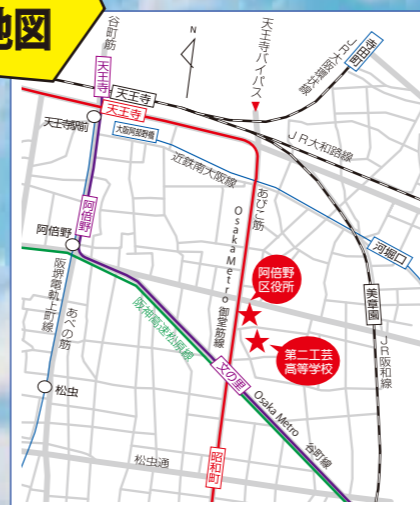 地図
谷町筋
N
天王寺バイパス
寺田町
JR大阪環状線
天王寺
天王寺
天王寺
天王寺駅前
大阪阿部野橋
JR大和路線
近鉄南大阪線
あびこ筋
河堀口
阿倍野
阿倍野
Osaka Metro 御堂筋線
阿倍野
区役所
美章園
阪堺電軌上町線
あべの筋
阪神高速松原線
第二工芸
高等学校
JR阪和線
文の里
松虫
Osaka Metro 谷町線
昭和町
松虫通